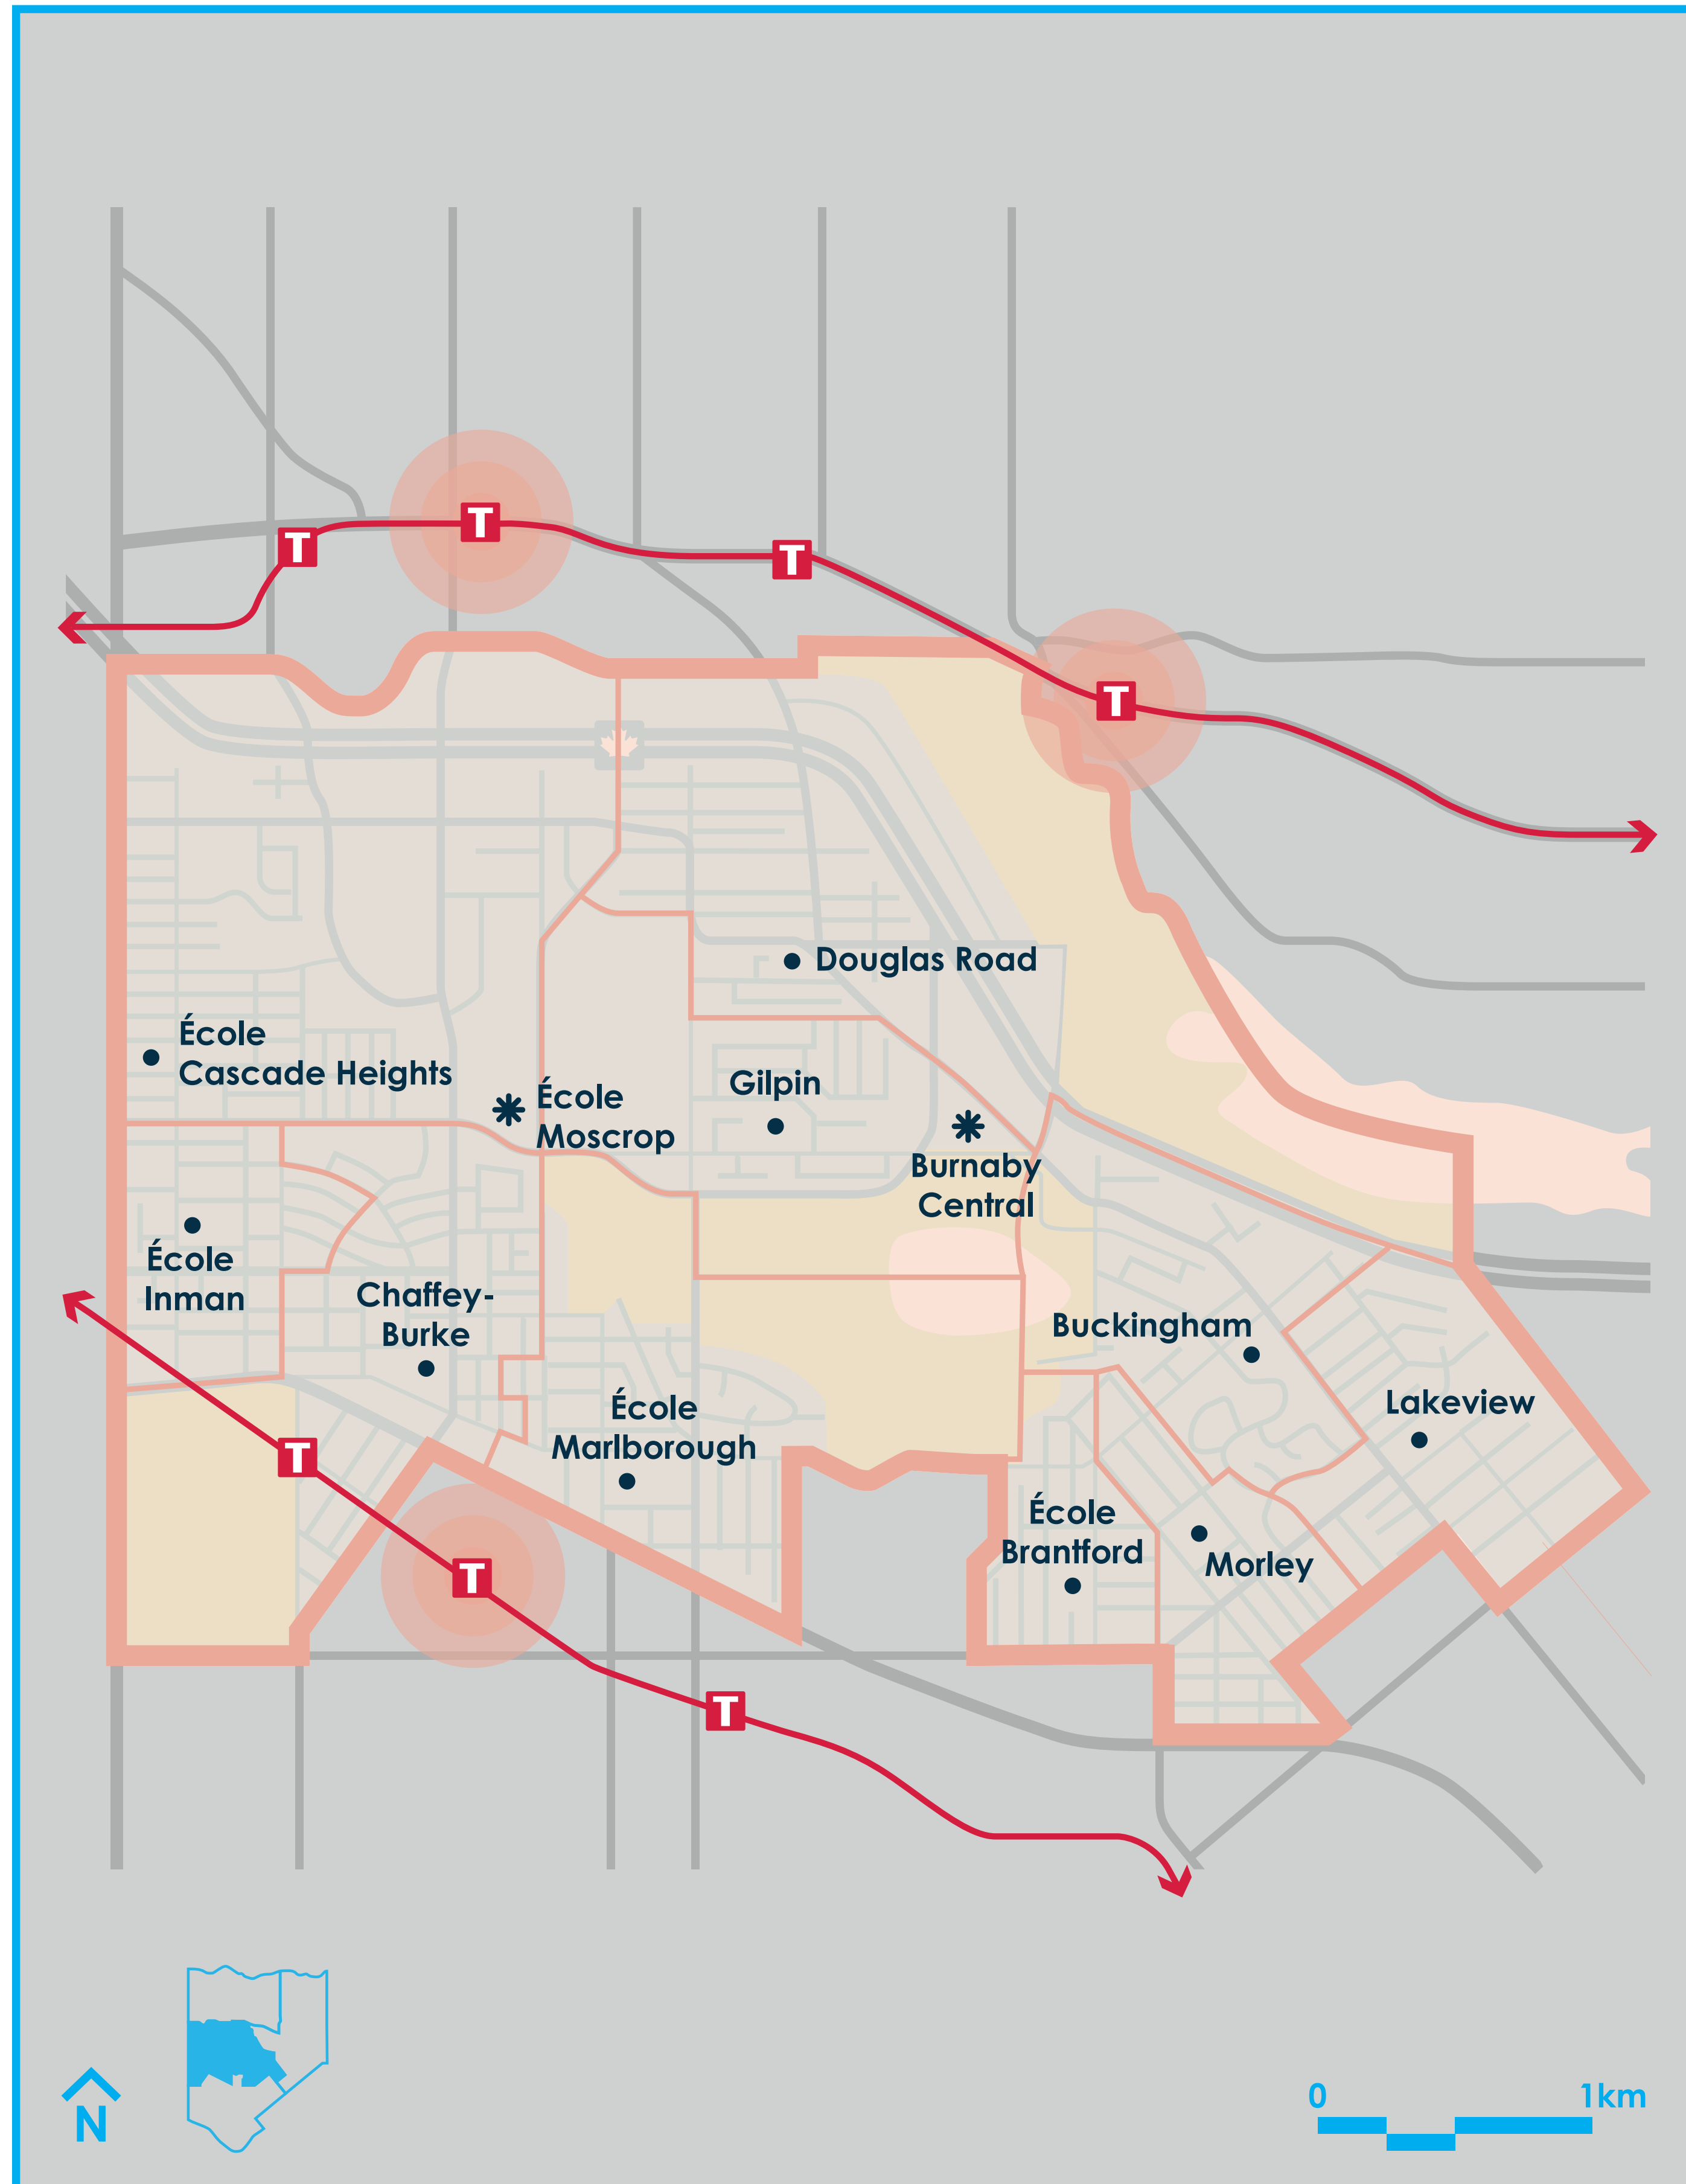 T
T
T
T
Douglas Road
École
Cascade Heights
École
Moscrop
Gilpin
Burnaby
Central
École
Inman
Chaffey-
Burke
Buckingham
École
Marlborough
Lakeview
T
École
Brantford
Morley
T
T
N
0
1km